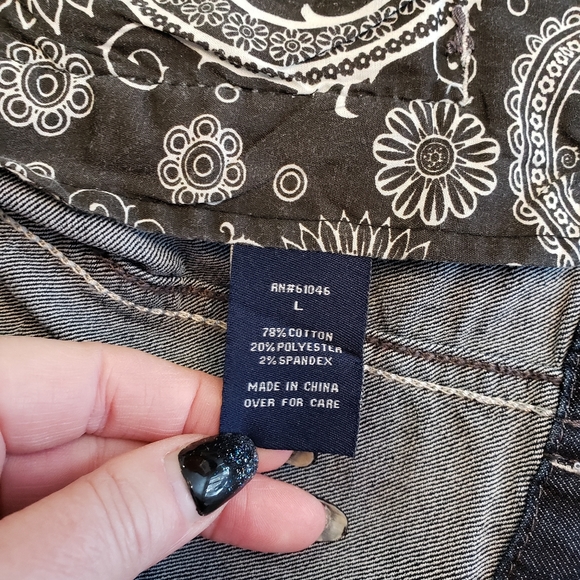 RN#61046
L
78%COTTON
20%POLYESTER
2%SPANDEX
MADE IN CHINA
OVER FOR CARE